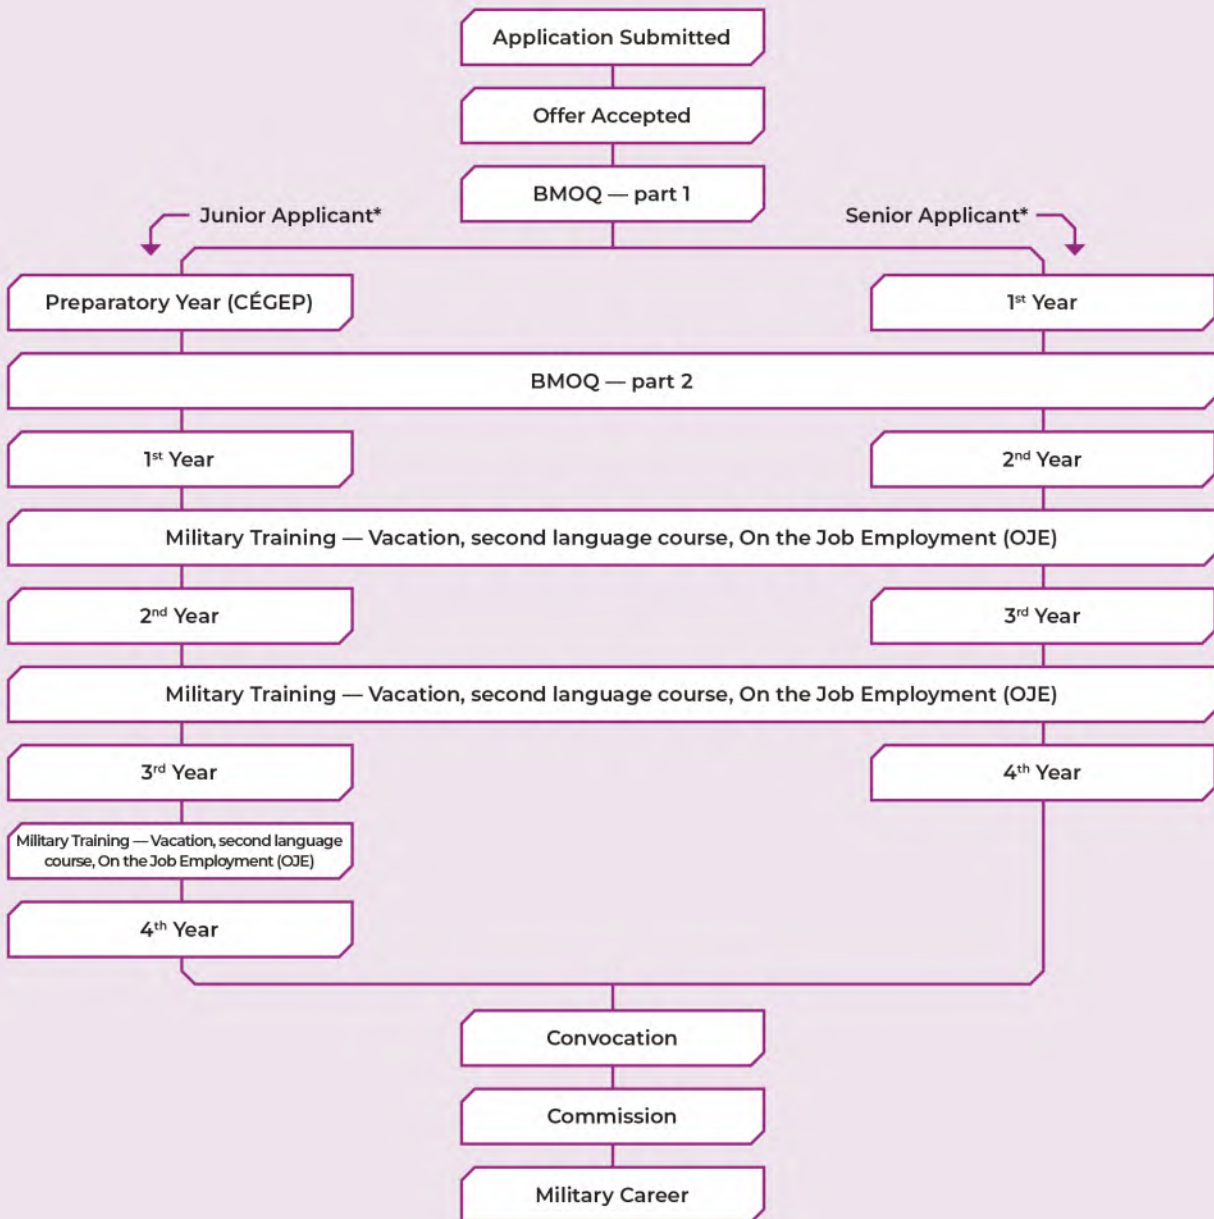 Application Submitted
Offer Accepted
BMOQ — part 1
Junior Applicant*
Senior Applicant*
Preparatory Year (CÉGEP)
1st Year
BMOQ — part 2
1st Year
2nd Year
Military Training — Vacation, second language course, On the Job Employment (OJE)
2nd Year
3rd Year
Military Training — Vacation, second language course, On the Job Employment (OJE)
3rd Year
4th Year
Military Training — Vacation, second language
course, On the Job Employment (OJE)
4th Year
Convocation
Commission
Military Career